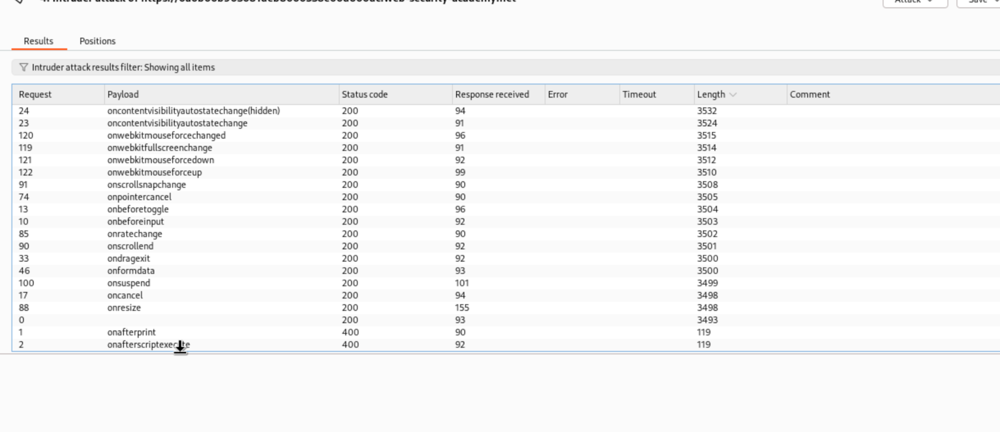 4. Intruder attack of
Attack Save
Results Positions
Intruder attack results filter: Showing all items
Request Payload Status code Response received Error Timeout Length Comment
24 oncontentvisibilityautostatechange(hidden) 200 94 3532
23 oncontentvisibilityautostatechange 200 91 3524
120 onwebkitmouseforcechanged 200 96 3515
119 onwebkitfullscreenchange 200 91 3514
121 onwebkitmouseforcedown 200 92 3512
122 onwebkitmouseforceup 200 99 3510
91 onscrollsnapchange 200 90 3508
74 onpointercancel 200 90 3505
13 onbeforetoggle 200 96 3504
10 onbeforeinput 200 92 3503
85 onratechange 200 90 3502
90 onscrollend 200 92 3501
33 ondragexit 200 92 3500
46 onformdata 200 93 3500
100 onsuspend 200 101 3499
17 oncancel 200 94 3498
88 onresize 200 155 3498
0 200 93 3493
1 onafterprint 400 90 119
2 onafterscriptexecute 400 92 119